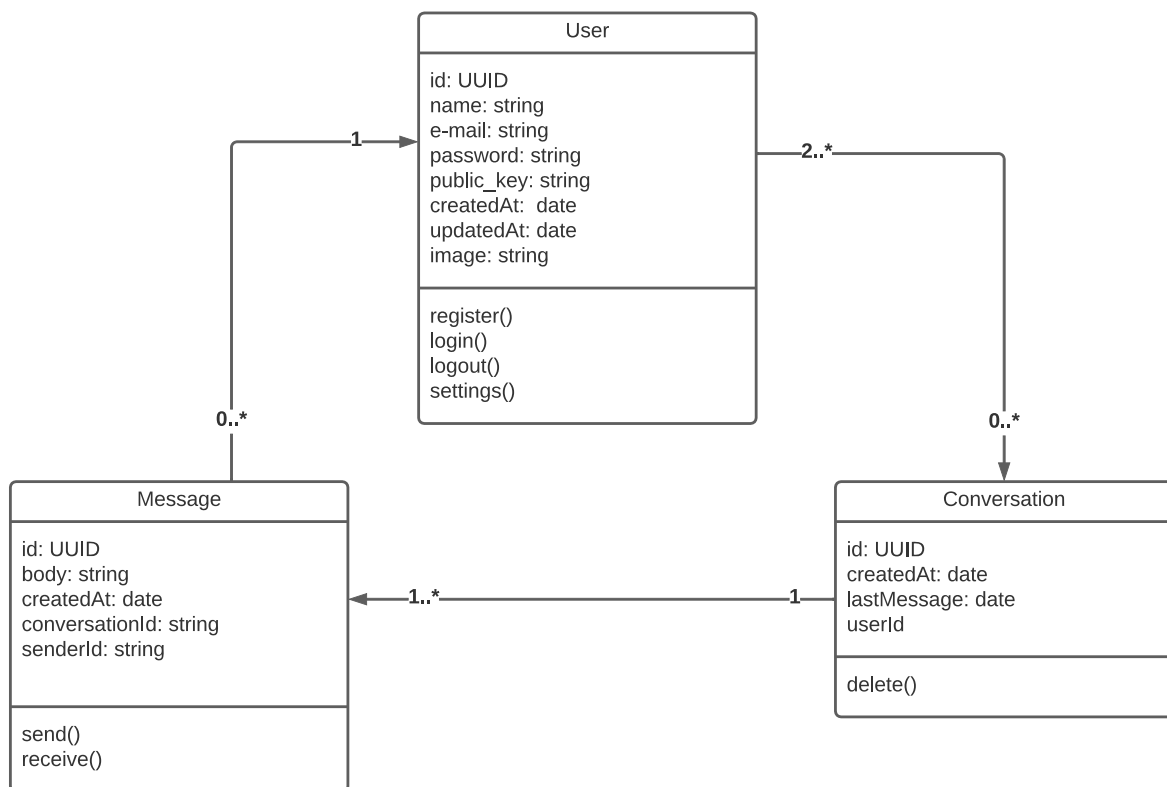 User
id: UUID
name: string
e-mail: string
password: string
public_key: string
createdAt:  date
updatedAt: date
image: string
register()
login()
logout()
settings()
1
2..*
0..*
0..*
Message
id: UUID
body: string
createdAt: date
conversationId: string
senderId: string
send()
receive()
1..*
1
Conversation
id: UUID
createdAt: date
lastMessage: date
userId
delete()